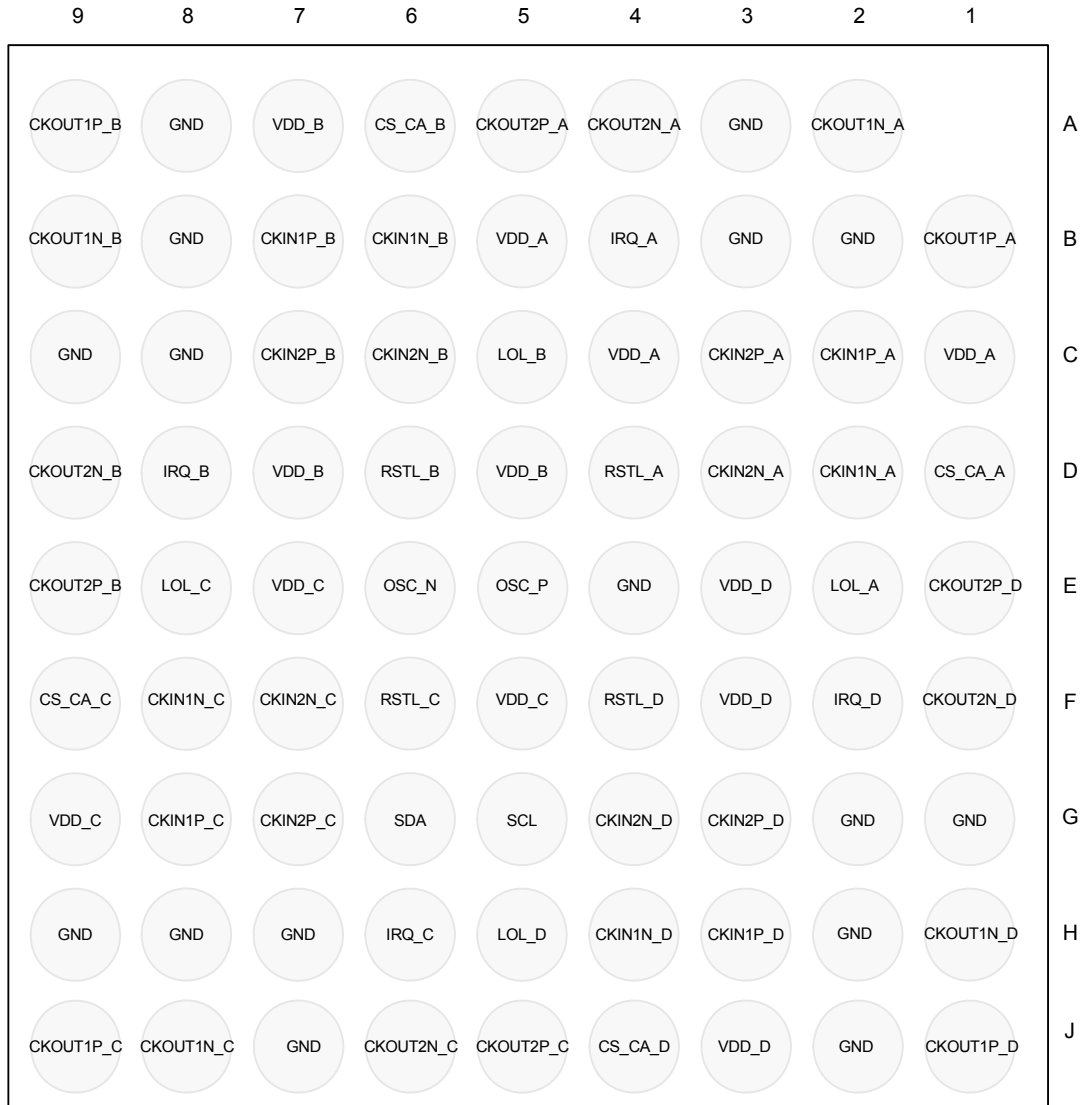 9 8 7 6 5 4 3 2 1
CKOUT1P_B GND VDD_B CS_CA_B CKOUT2P_A CKOUT2N_A GND CKOUT1N_A A
CKOUT1N_B GND CKIN1P_B CKIN1N_B VDD_A IRQ_A GND GND CKOUT1P_A B
GND GND CKIN2P_B CKIN2N_B LOL_B VDD_A CKIN2P_A CKIN1P_A VDD_A C
CKOUT2N_B IRQ_B VDD_B RSTL_B VDD_B RSTL_A CKIN2N_A CKIN1N_A CS_CA_A D
CKOUT2P_B LOL_C VDD_C OSC_N OSC_P GND VDD_D LOL_A CKOUT2P_D E
CS_CA_C CKIN1N_C CKIN2N_C RSTL_C VDD_C RSTL_D VDD_D IRQ_D CKOUT2N_D F
VDD_C CKIN1P_C CKIN2P_C SDA SCL CKIN2N_D CKIN2P_D GND GND G
GND GND GND IRQ_C LOL_D CKIN1N_D CKIN1P_D GND CKOUT1N_D H
CKOUT1P_C CKOUT1N_C GND CKOUT2N_C CKOUT2P_C CS_CA_D VDD_D GND CKOUT1P_D J